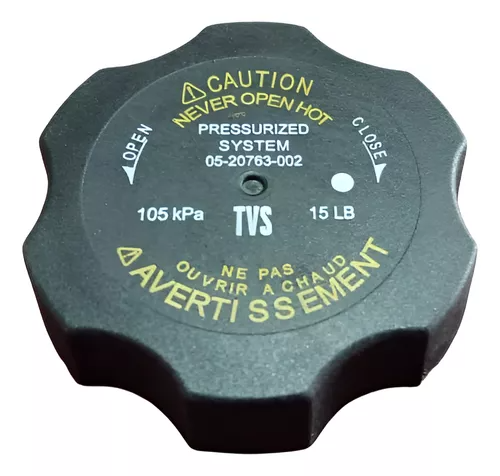 ⚠ CAUTION
NEVER OPEN HOT
PRESSURIZED
SYSTEM
05-20763-002
OPEN
CLOSE
105 kPa
TVS
15 LB
NE PAS
OUVRIR A CHAUD
⚠ AVERTISSEMENT